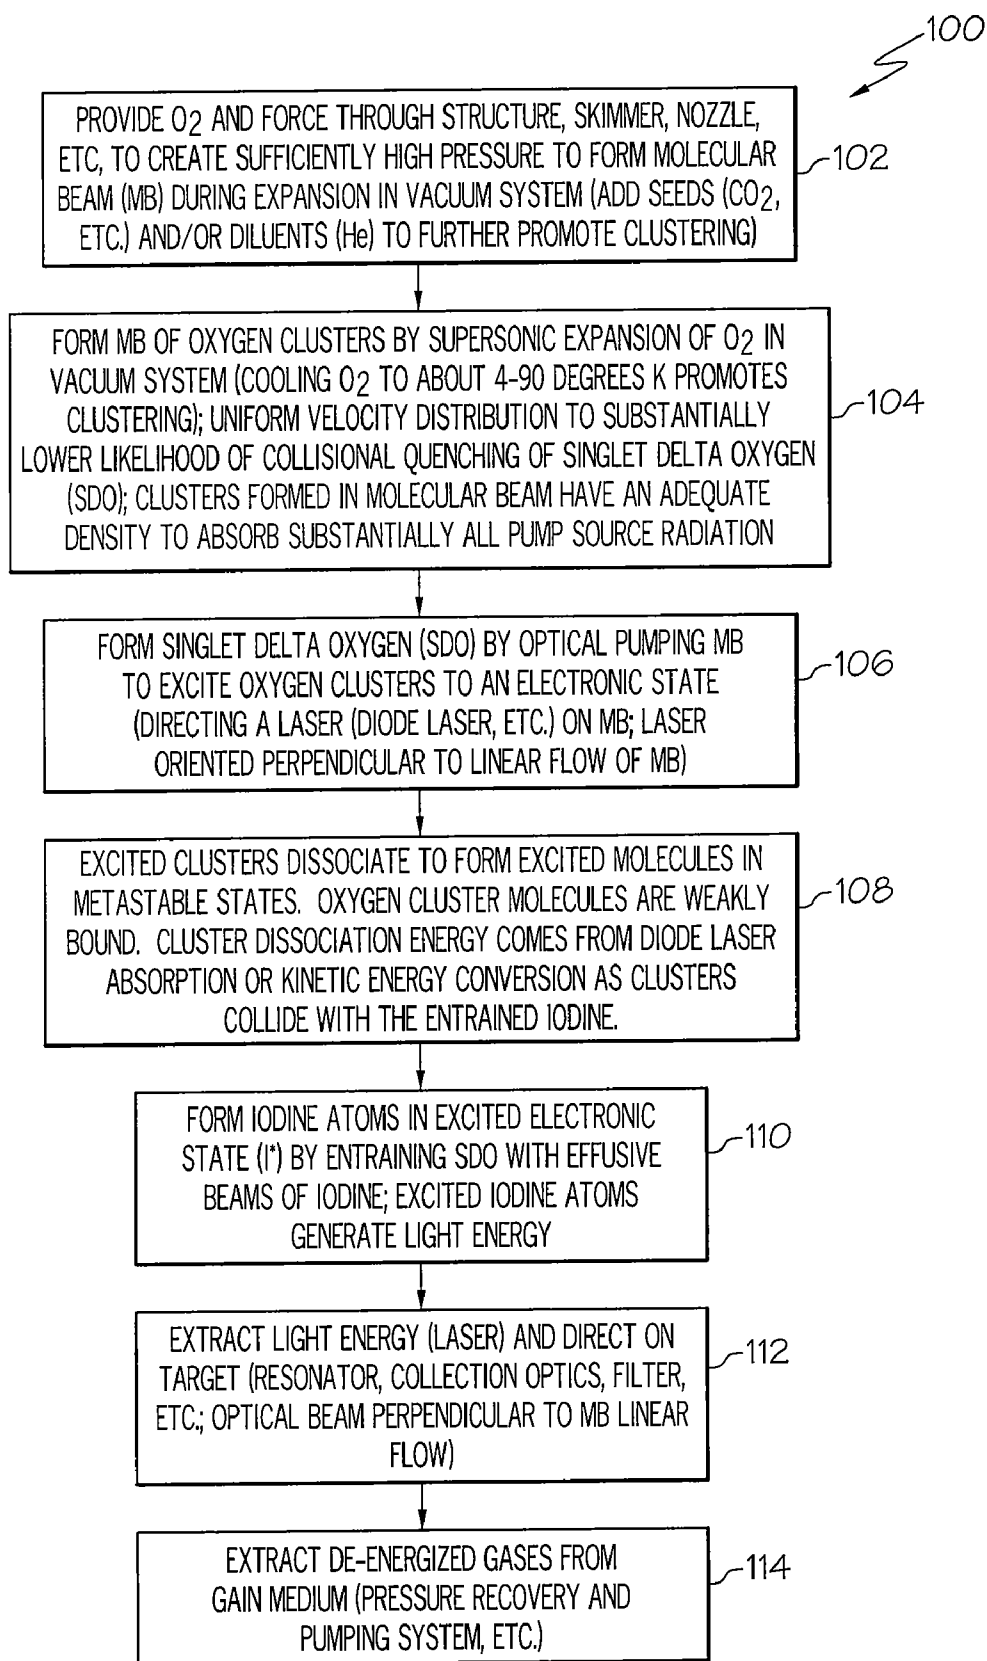 100
PROVIDE O2 AND FORCE THROUGH STRUCTURE, SKIMMER, NOZZLE,
ETC, TO CREATE SUFFICIENTLY HIGH PRESSURE TO FORM MOLECULAR
BEAM (MB) DURING EXPANSION IN VACUUM SYSTEM (ADD SEEDS (CO2,
ETC.) AND/OR DILUENTS (He) TO FURTHER PROMOTE CLUSTERING)
102
FORM MB OF OXYGEN CLUSTERS BY SUPERSONIC EXPANSION OF O2 IN
VACUUM SYSTEM (COOLING O2 TO ABOUT 4-90 DEGREES K PROMOTES
CLUSTERING); UNIFORM VELOCITY DISTRIBUTION TO SUBSTANTIALLY
LOWER LIKELIHOOD OF COLLISIONAL QUENCHING OF SINGLET DELTA OXYGEN
(SDO); CLUSTERS FORMED IN MOLECULAR BEAM HAVE AN ADEQUATE
DENSITY TO ABSORB SUBSTANTIALLY ALL PUMP SOURCE RADIATION
104
FORM SINGLET DELTA OXYGEN (SDO) BY OPTICAL PUMPING MB
TO EXCITE OXYGEN CLUSTERS TO AN ELECTRONIC STATE
(DIRECTING A LASER (DIODE LASER, ETC.) ON MB; LASER
ORIENTED PERPENDICULAR TO LINEAR FLOW OF MB)
106
EXCITED CLUSTERS DISSOCIATE TO FORM EXCITED MOLECULES IN
METASTABLE STATES. OXYGEN CLUSTER MOLECULES ARE WEAKLY
BOUND. CLUSTER DISSOCIATION ENERGY COMES FROM DIODE LASER
ABSORPTION OR KINETIC ENERGY CONVERSION AS CLUSTERS
COLLIDE WITH THE ENTRAINED IODINE.
108
FORM IODINE ATOMS IN EXCITED ELECTRONIC
STATE (I*) BY ENTRAINING SDO WITH EFFUSIVE
BEAMS OF IODINE; EXCITED IODINE ATOMS
GENERATE LIGHT ENERGY
110
EXTRACT LIGHT ENERGY (LASER) AND DIRECT ON
TARGET (RESONATOR, COLLECTION OPTICS, FILTER,
ETC.; OPTICAL BEAM PERPENDICULAR TO MB LINEAR
FLOW)
112
EXTRACT DE-ENERGIZED GASES FROM
GAIN MEDIUM (PRESSURE RECOVERY AND
PUMPING SYSTEM, ETC.)
114